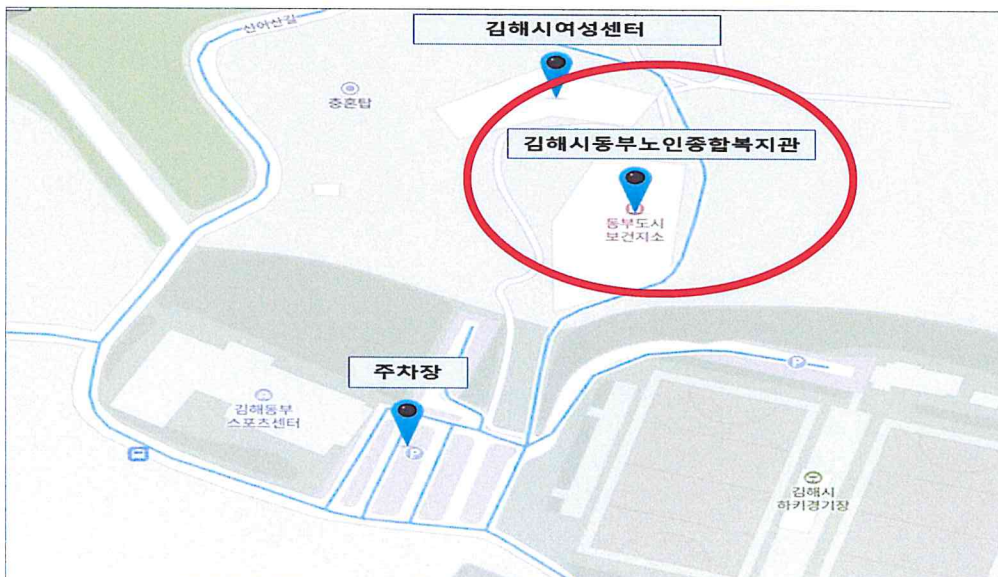 신어산길
김해시여성센터
충혼탑
김해시동부노인종합복지관
동부도시
보건지소
주차장
P
김해동부
스포츠센터
P
김해시
하키경기장